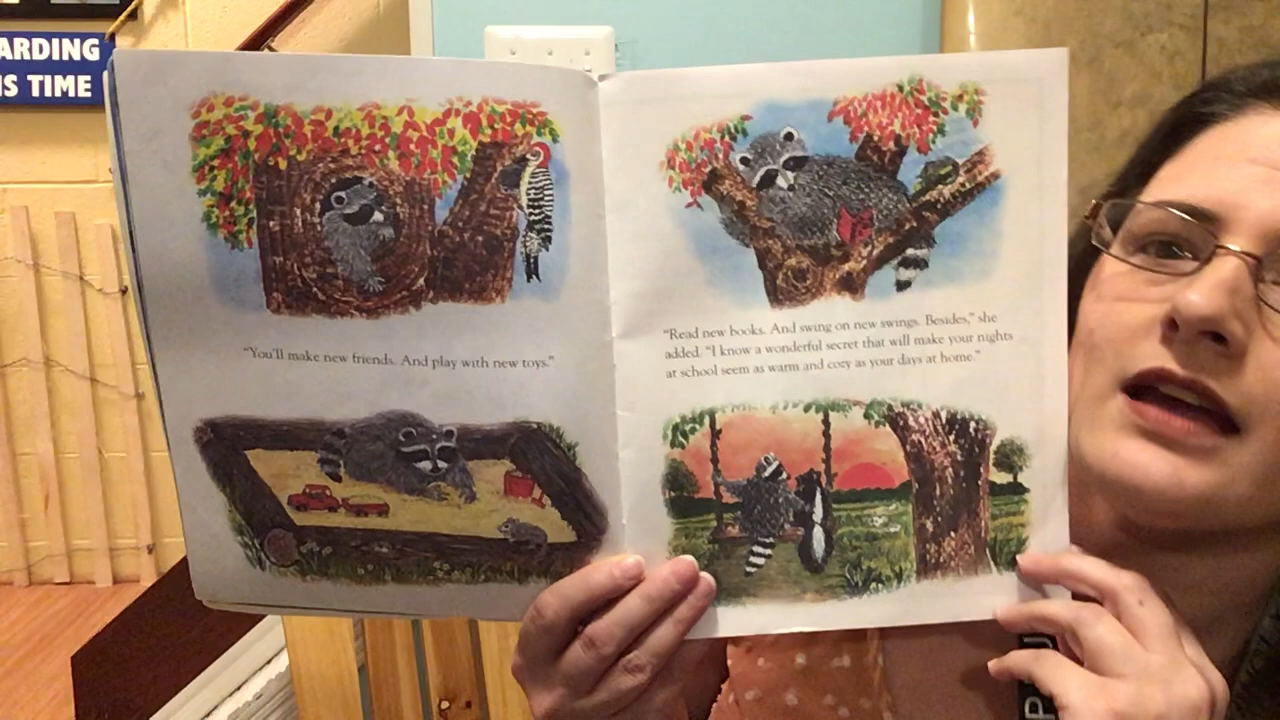 ARDING
IS TIME
"You'll make new friends. And play with new toys."
"Read new books. And swing on new swings. Besides," she
added. "I know a wonderful secret that will make your nights
at school seem as warm and cozy as your days at home."